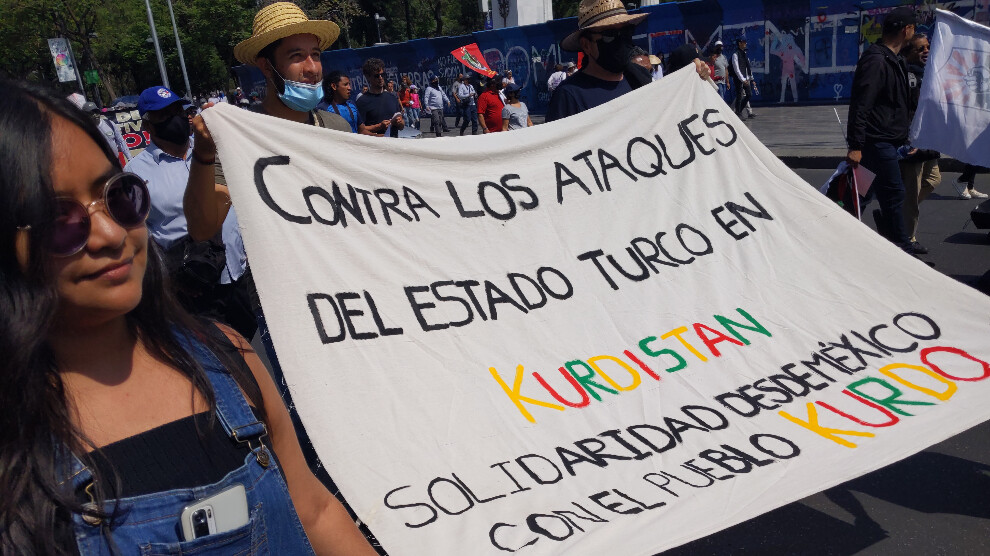 CONTRA LOS ATAQUES
DEL ESTADO TURCO EN
KURDISTAN
SOLIDARIDAD DESDE MÉXICO
CON EL PUEBLO KURDO